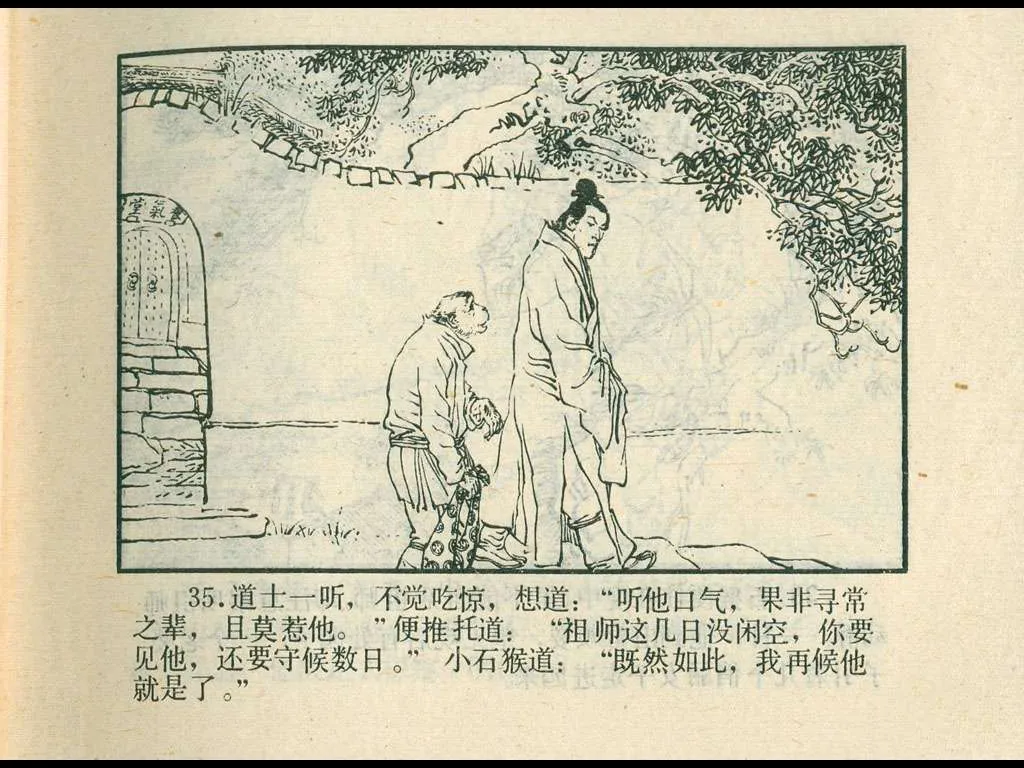 養氣堂
35.道士一听，不觉吃惊，想道：“听他口气，果非寻常
之辈，且莫惹他。”便推托道：“祖师这几日没闲空，你要
见他，还要守候数日。”小石猴道：“既然如此，我再候他
就是了。”